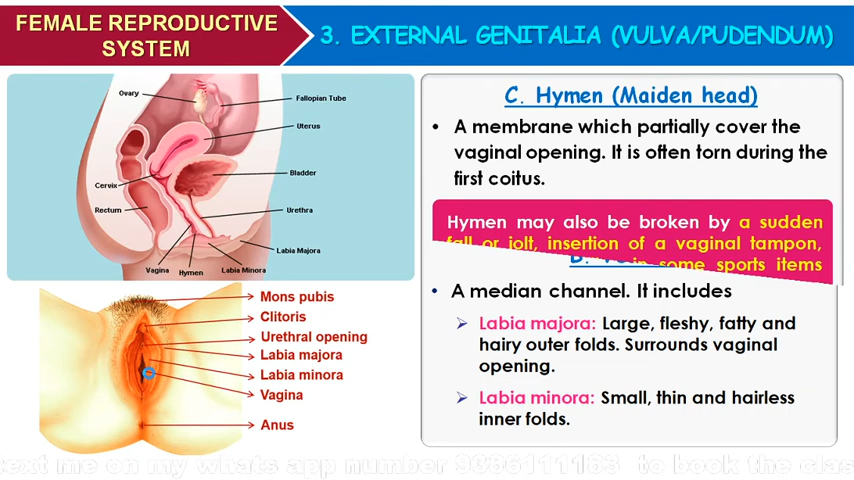 FEMALE REPRODUCTIVE
SYSTEM
3. EXTERNAL GENITALIA (VULVA/PUDENDUM)
Ovary
Fallopian Tube
Uterus
Bladder
Cervix
Rectum
Urethra
Labia Majora
Vagina
Hymen
Labia Minora
Mons pubis
Clitoris
Urethral opening
Labia majora
Labia minora
Vagina
Anus
C. Hymen (Maiden head)
• A membrane which partially cover the
vaginal opening. It is often torn during the
first coitus.
Hymen may also be broken by a sudden
fall or jolt, insertion of a vaginal tampon,
in some sports items
• A median channel. It includes
➢ Labia majora: Large, fleshy, fatty and
hairy outer folds. Surrounds vaginal
opening.
➢ Labia minora: Small, thin and hairless
inner folds.
text me on my whats app number to book the